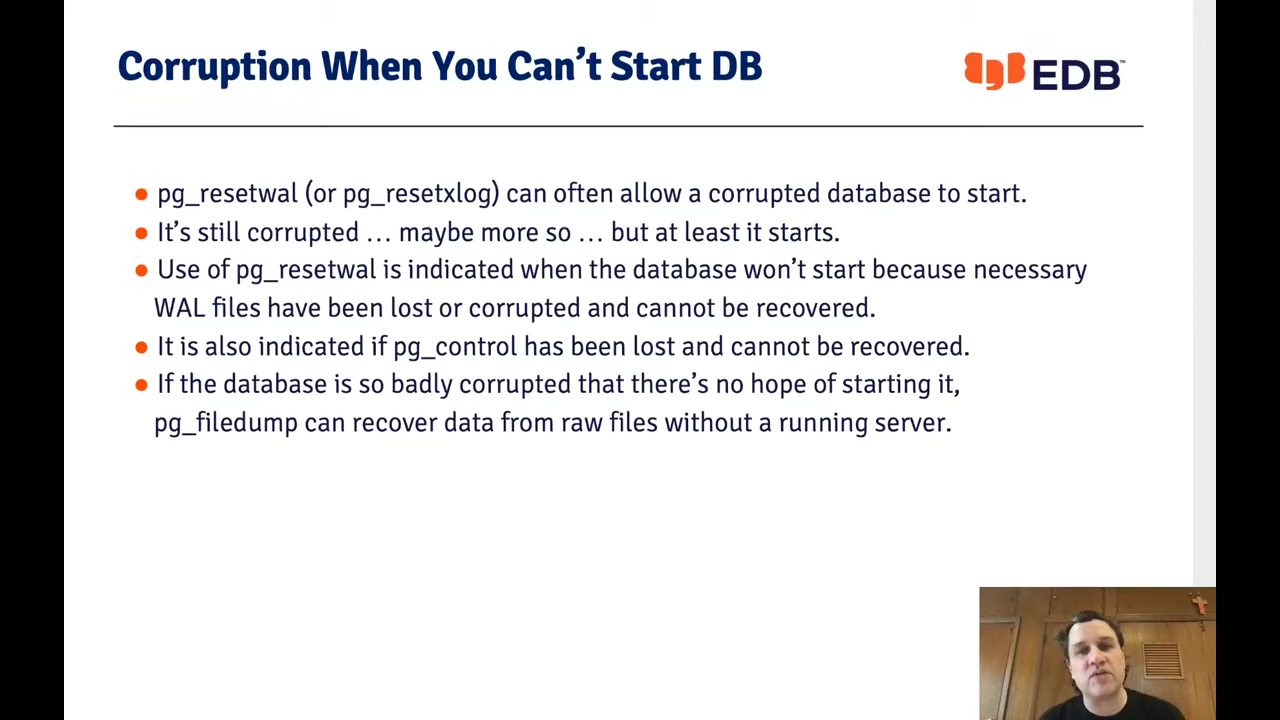 Corruption When You Can't Start DB
EDB™
● pg_resetwal (or pg_resetxlog) can often allow a corrupted database to start.
● It's still corrupted … maybe more so … but at least it starts.
● Use of pg_resetwal is indicated when the database won't start because necessary
WAL files have been lost or corrupted and cannot be recovered.
● It is also indicated if pg_control has been lost and cannot be recovered.
● If the database is so badly corrupted that there's no hope of starting it,
pg_filedump can recover data from raw files without a running server.